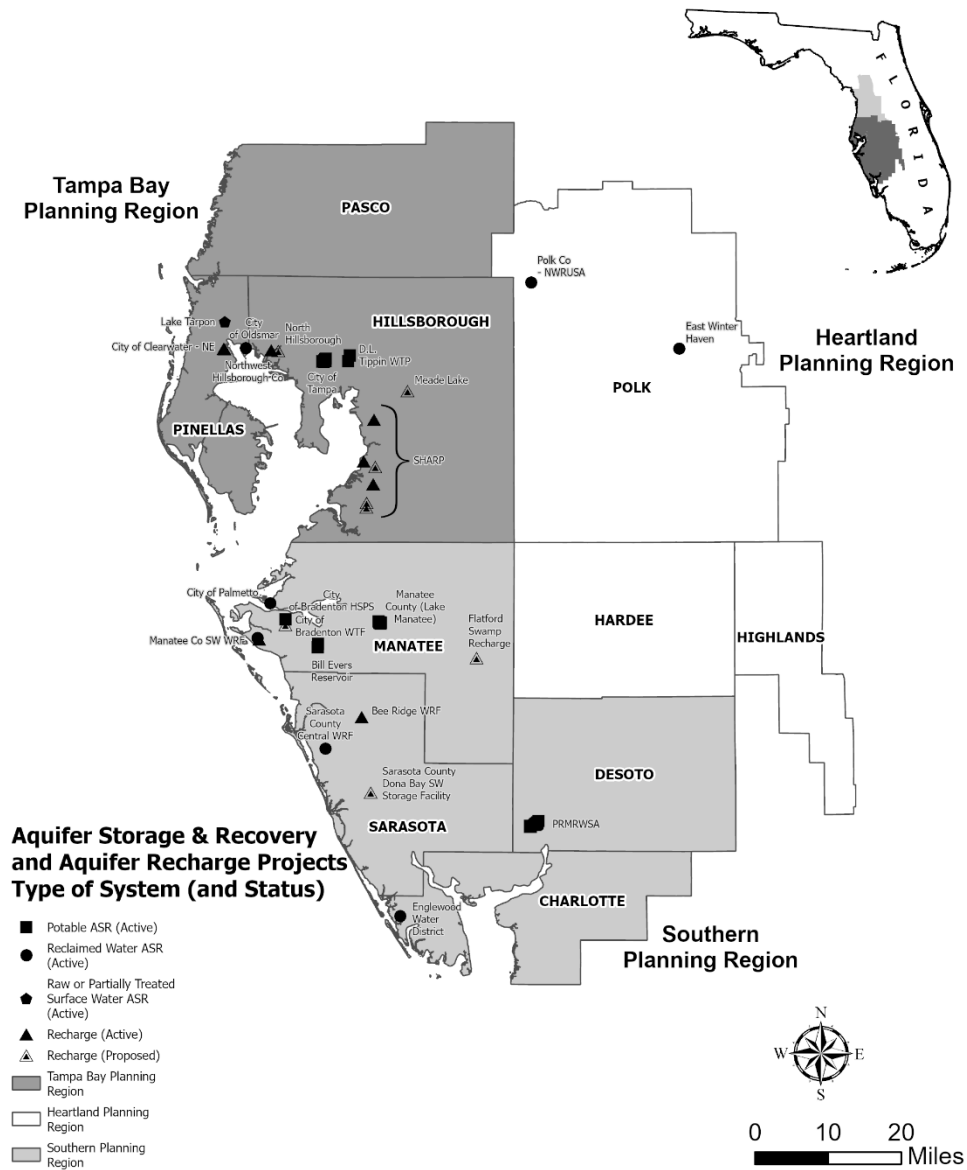 FLORIDA
Tampa Bay
Planning Region
PASCO
Polk Co
- NWRUSA
Lake Tarpon
City
of Oldsmar
North
Hillsborough
HILLSBOROUGH
East Winter
Haven
Heartland
Planning Region
City of Clearwater - NE
Northwest
Hillsborough Co
City of
Tampa
D.L.
Tippin WTP
Meade Lake
POLK
PINELLAS
SHARP
City of Palmetto
City
of Bradenton HSPS
City of
Bradenton WTF
Manatee
County (Lake
Manatee)
Flatford
Swamp
Recharge
HARDEE
HIGHLANDS
Manatee Co SW WRF
MANATEE
Bill Evers
Reservoir
Sarasota
County
Central WRF
Bee Ridge WRF
Sarasota County
Dona Bay SW
Storage Facility
DESOTO
SARASOTA
PRMRWSA
CHARLOTTE
Englewood
Water
District
Southern
Planning Region
Aquifer Storage & Recovery
and Aquifer Recharge Projects
Type of System (and Status)
Potable ASR (Active)
Reclaimed Water ASR
(Active)
Raw or Partially Treated
Surface Water ASR
(Active)
Recharge (Active)
Recharge (Proposed)
Tampa Bay Planning
Region
Heartland Planning
Region
Southern Planning
Region
N
W
E
S
0 10 20
Miles